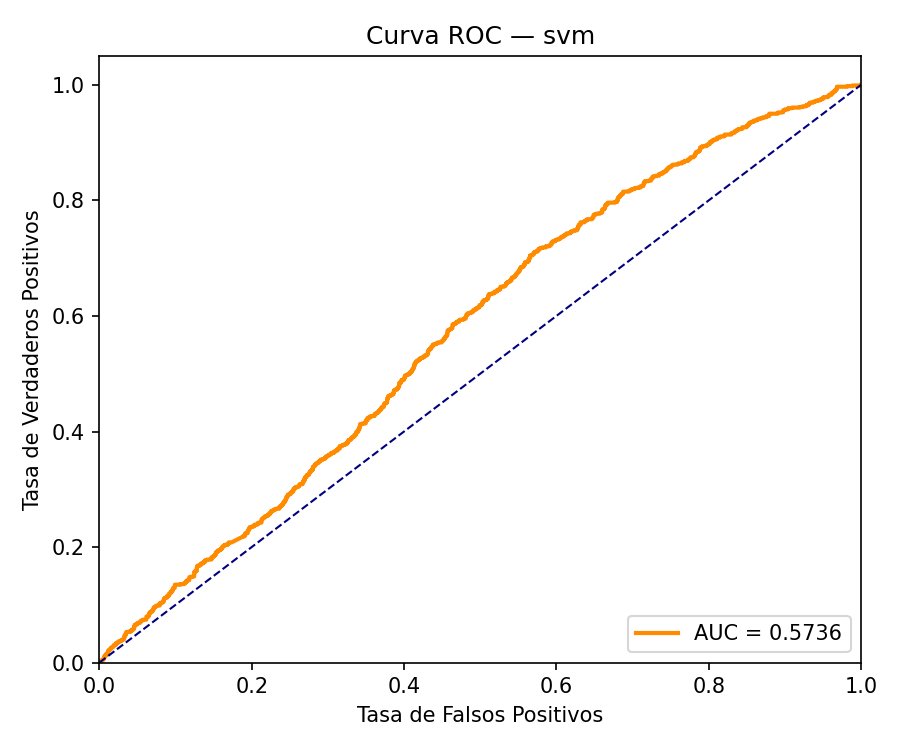 Curva ROC — svm
Tasa de Verdaderos Positivos
1.0
0.8
0.6
0.4
0.2
0.0
0.0 0.2 0.4 0.6 0.8 1.0
Tasa de Falsos Positivos
AUC = 0.5736